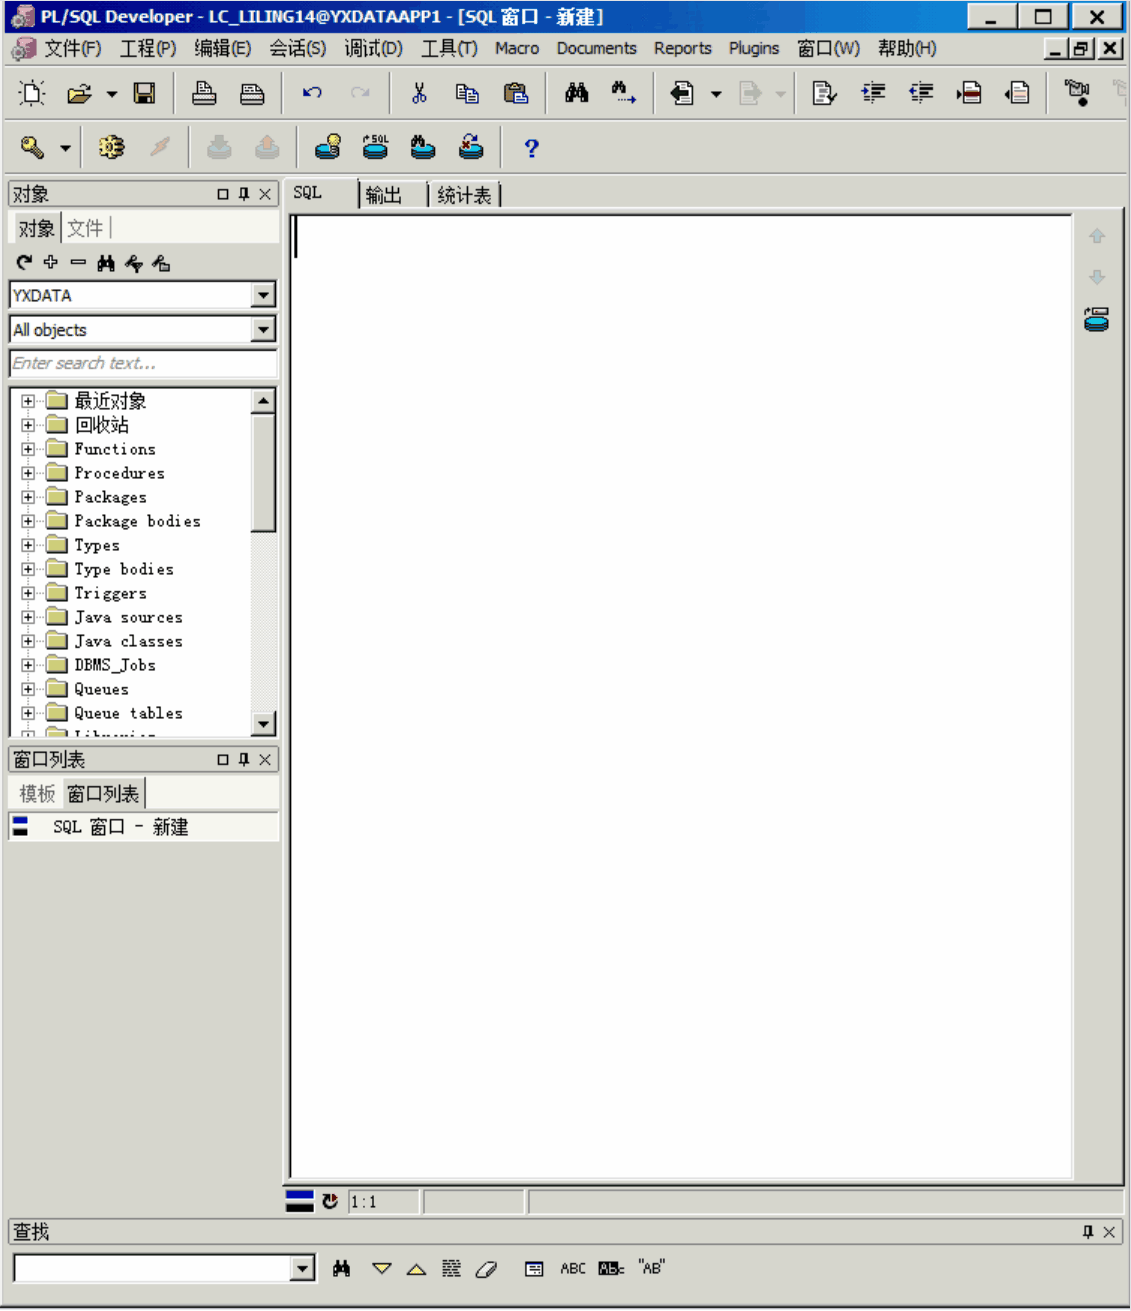 PL/SQL Developer - LC_LILING14@YXDATAAPP1 - [SQL 窗口 - 新建]
文件(F) 工程(P) 编辑(E) 会话(S) 调试(D) 工具(T) Macro Documents Reports Plugins 窗口(W) 帮助(H)
对象
对象 文件
YXDATA
All objects
Enter search text...
最近对象
回收站
Functions
Procedures
Packages
Package bodies
Types
Type bodies
Triggers
Java sources
Java classes
DBMS_Jobs
Queues
Queue tables
窗口列表
模板 窗口列表
SQL 窗口 - 新建
SQL 输出 统计表
1:1
查找
ABC ABc "AB"